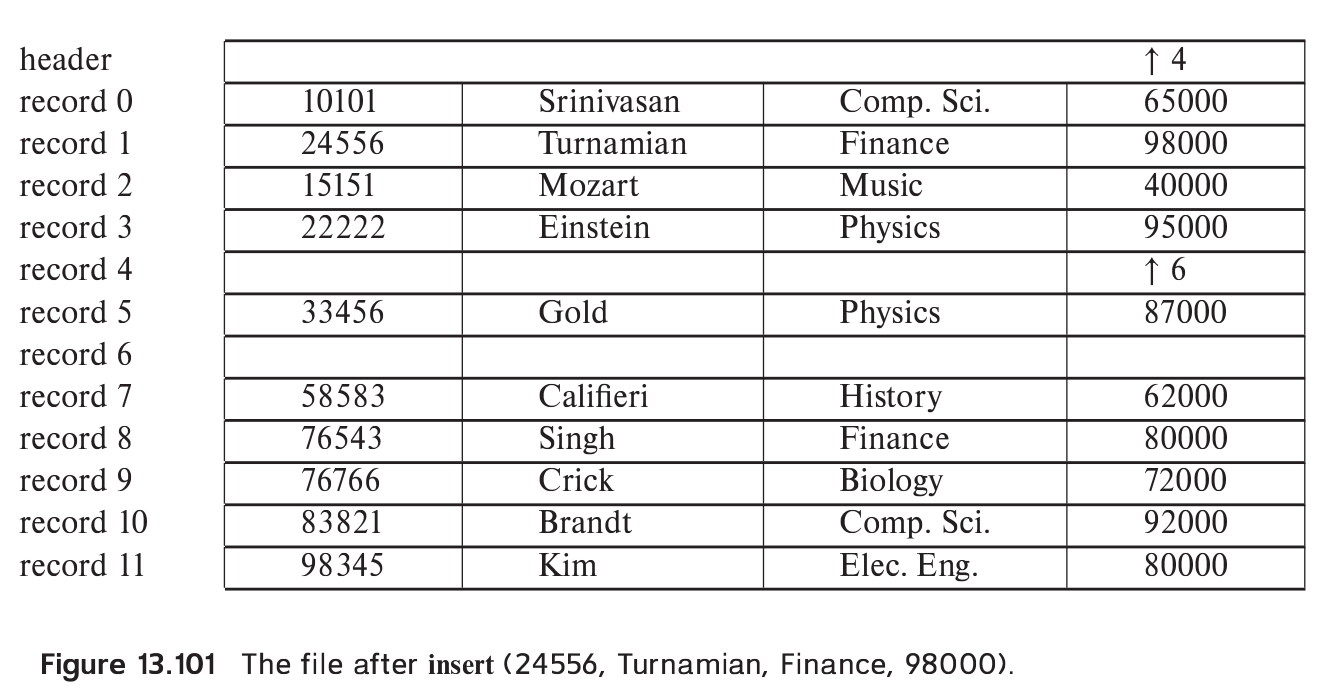 header ↑ 4
record 0 10101 Srinivasan Comp. Sci. 65000
record 1 24556 Turnamian Finance 98000
record 2 15151 Mozart Music 40000
record 3 22222 Einstein Physics 95000
record 4 ↑ 6
record 5 33456 Gold Physics 87000
record 6
record 7 58583 Califieri History 62000
record 8 76543 Singh Finance 80000
record 9 76766 Crick Biology 72000
record 10 83821 Brandt Comp. Sci. 92000
record 11 98345 Kim Elec. Eng. 80000
Figure 13.101 The file after insert (24556, Turnamian, Finance, 98000).